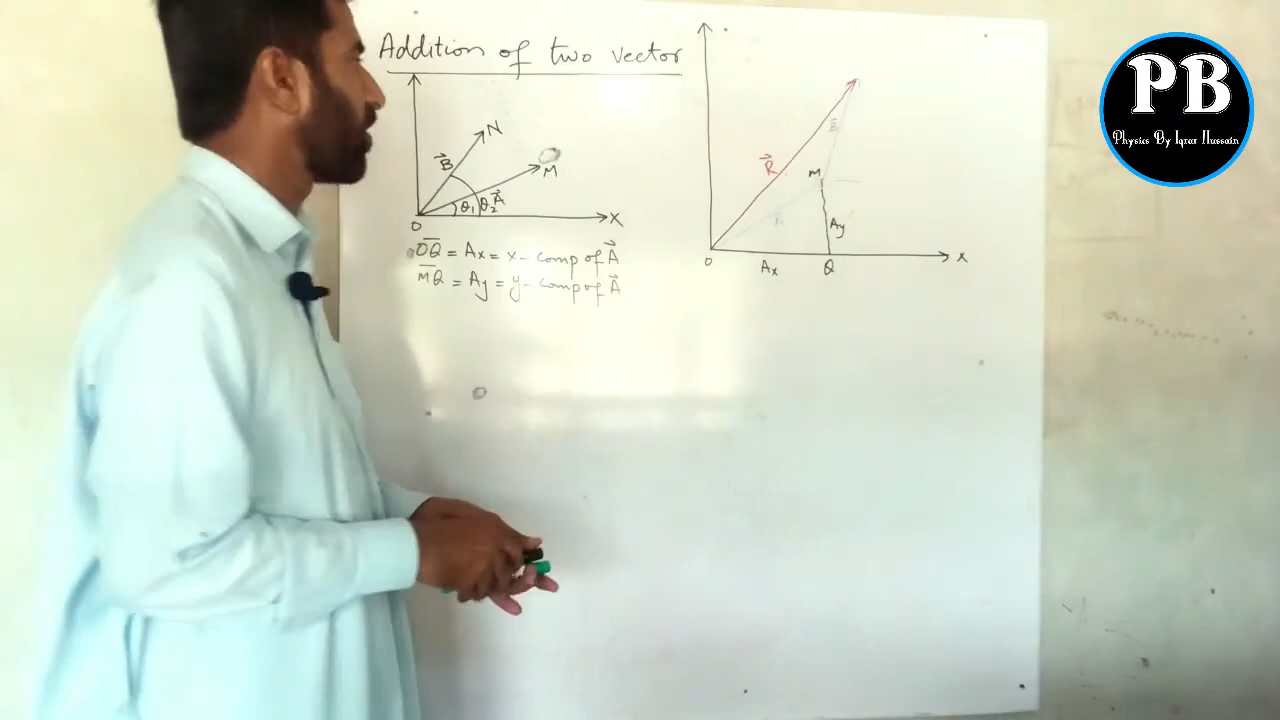 Addition of two vector
N
B
M
A
θ1 θ2
X
O
OQ = Ax = x-comp of A
MQ = Ay = y-comp of A
B
R
M
A
Ay
X
O
Ax
Q
PB
Physics By Iqrar Hussain